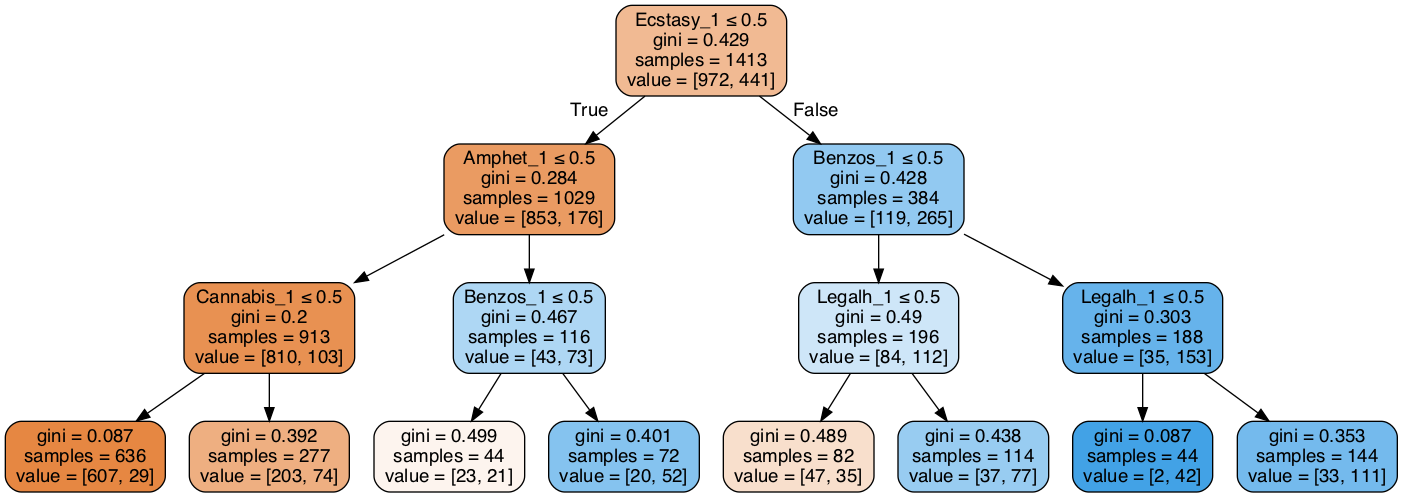 Ecstasy_1 ≤ 0.5
gini = 0.429
samples = 1413
value = [972, 441]
True
False
Amphet_1 ≤ 0.5
gini = 0.284
samples = 1029
value = [853, 176]
Benzos_1 ≤ 0.5
gini = 0.428
samples = 384
value = [119, 265]
Cannabis_1 ≤ 0.5
gini = 0.2
samples = 913
value = [810, 103]
Benzos_1 ≤ 0.5
gini = 0.467
samples = 116
value = [43, 73]
Legalh_1 ≤ 0.5
gini = 0.49
samples = 196
value = [84, 112]
Legalh_1 ≤ 0.5
gini = 0.303
samples = 188
value = [35, 153]
gini = 0.087
samples = 636
value = [607, 29]
gini = 0.392
samples = 277
value = [203, 74]
gini = 0.499
samples = 44
value = [23, 21]
gini = 0.401
samples = 72
value = [20, 52]
gini = 0.489
samples = 82
value = [47, 35]
gini = 0.438
samples = 114
value = [37, 77]
gini = 0.087
samples = 44
value = [2, 42]
gini = 0.353
samples = 144
value = [33, 111]